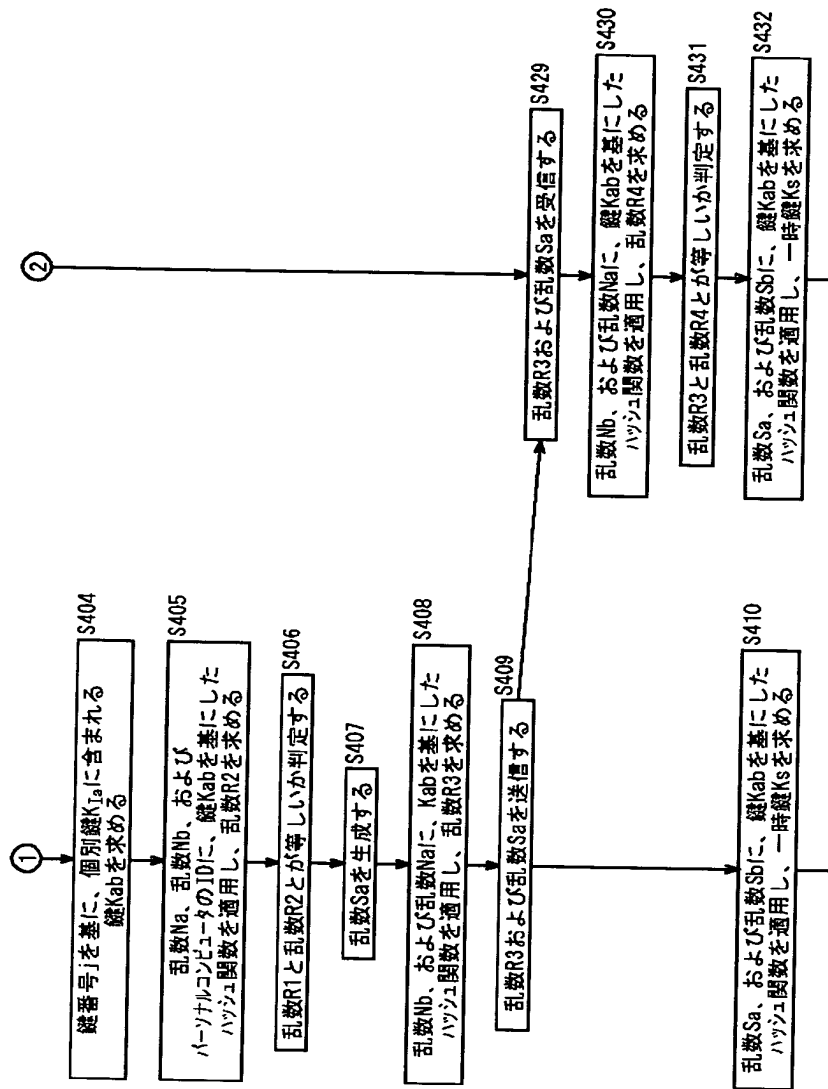 ①
S404
鍵番号jを基に、個別鍵K_Iaに含まれる
鍵Kabを求める
S405
乱数Na、乱数Nb、および
パーソナルコンピュータのIDに、鍵Kabを基にした
ハッシュ関数を適用し、乱数R2を求める
S406
乱数R1と乱数R2とが等しいか判定する
S407
乱数Saを生成する
S408
乱数Nb、および乱数Naに、Kabを基にした
ハッシュ関数を適用し、乱数R3を求める
S409
乱数R3および乱数Saを送信する
S410
乱数Sa、および乱数Sbに、鍵Kabを基にした
ハッシュ関数を適用し、一時鍵Ksを求める
②
S429
乱数R3および乱数Saを受信する
S430
乱数Nb、および乱数Naに、鍵Kabを基にした
ハッシュ関数を適用し、乱数R4を求める
S431
乱数R3と乱数R4とが等しいか判定する
S432
乱数Sa、および乱数Sbに、鍵Kabを基にした
ハッシュ関数を適用し、一時鍵Ksを求める